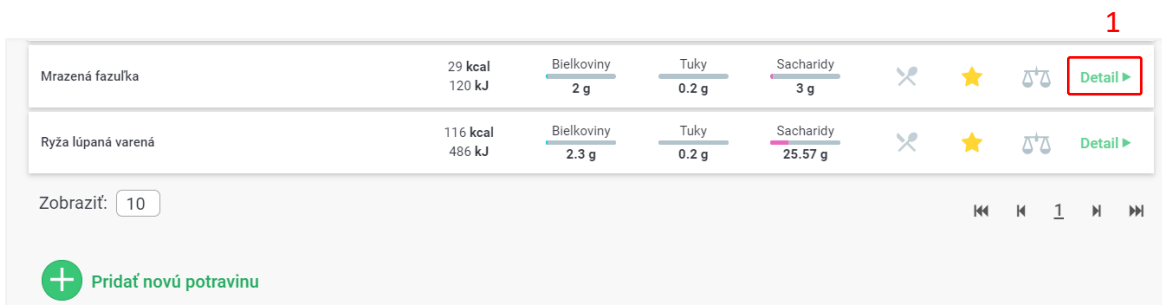 1
Mrazená fazuľka 29 kcal 120 kJ Bielkoviny 2 g Tuky 0.2 g Sacharidy 3 g Detail
Ryža lúpaná varená 116 kcal 486 kJ Bielkoviny 2.3 g Tuky 0.2 g Sacharidy 25.57 g Detail
Zobraziť: 10 1
Pridať novú potravinu